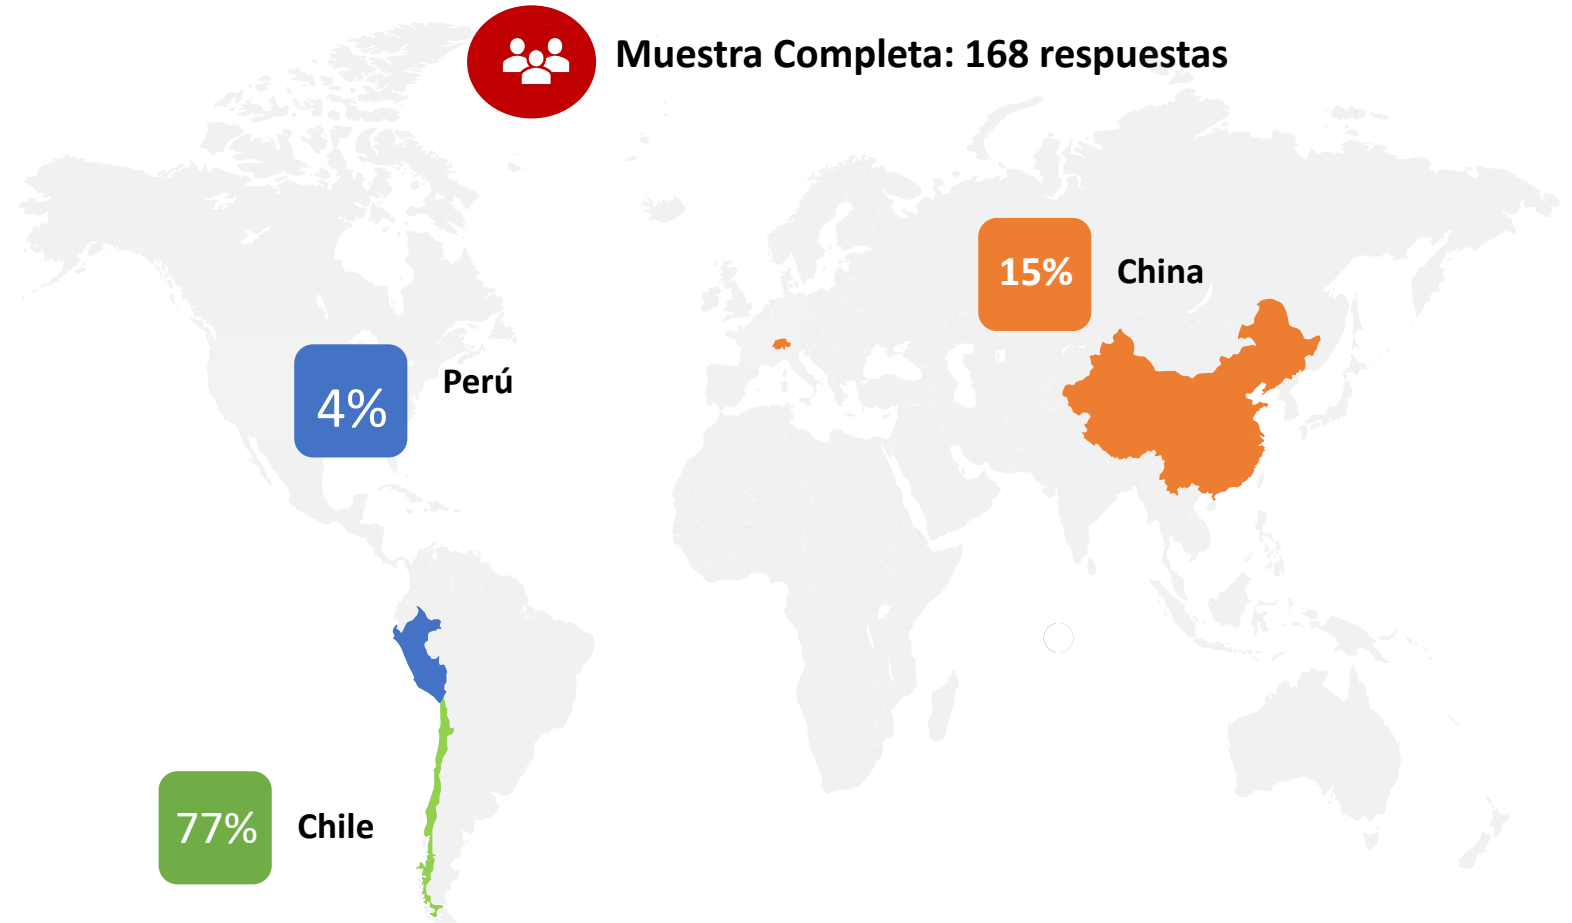 Muestra Completa: 168 respuestas
15%
China
4%
Perú
77%
Chile